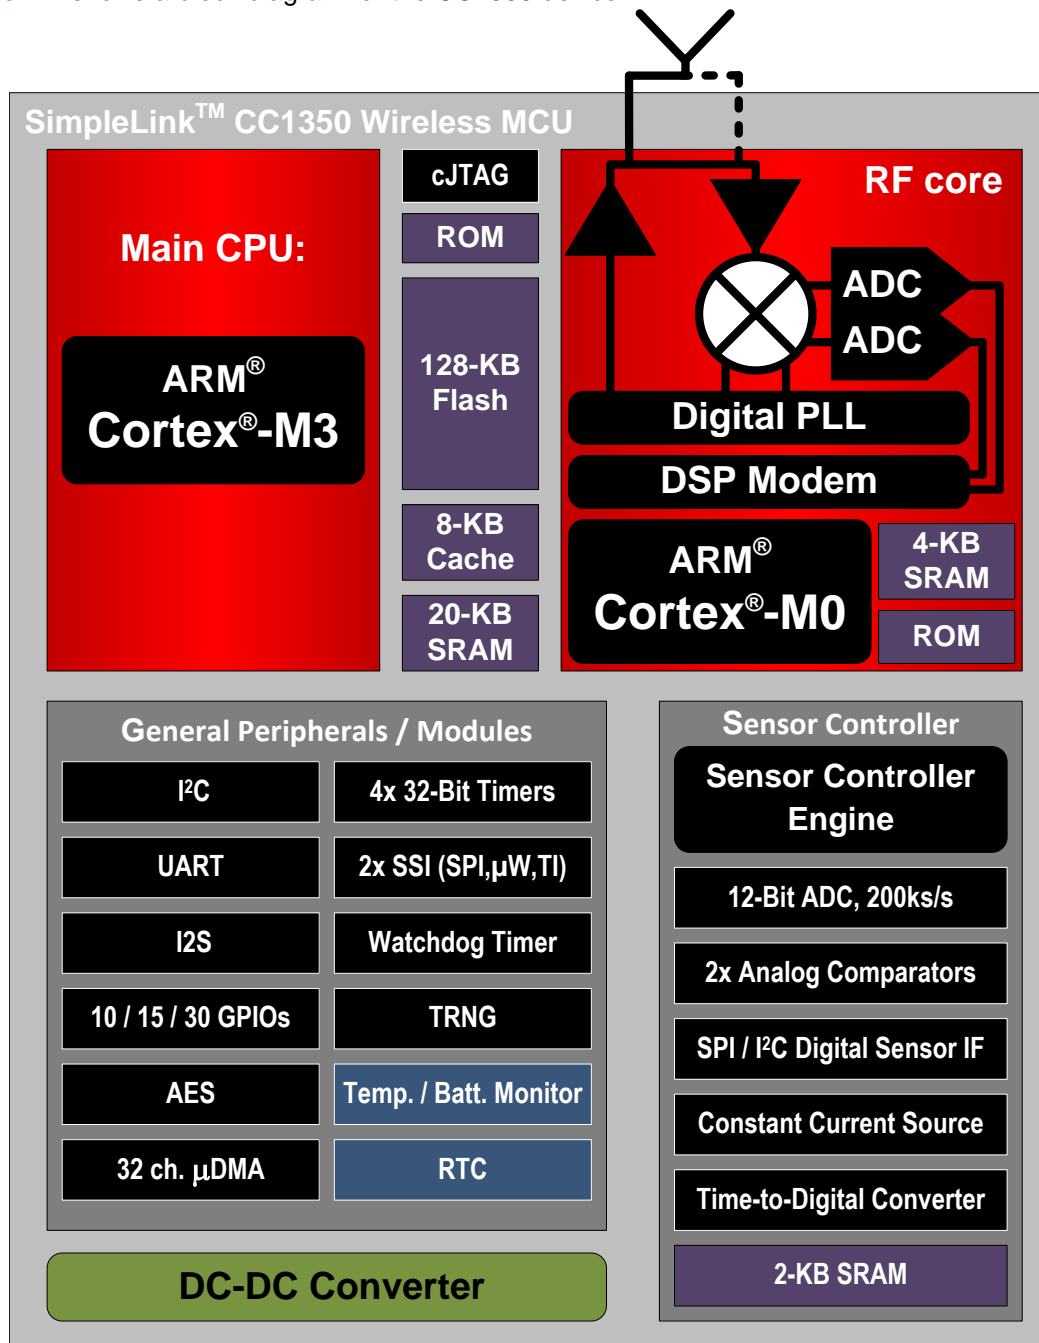 SimpleLink™ CC1350 Wireless MCU
cJTAG
RF core
ROM
Main CPU:
ADC
ADC
ARM®
Cortex®-M3
128-KB
Flash
Digital PLL
DSP Modem
8-KB
Cache
ARM®
Cortex®-M0
4-KB
SRAM
20-KB
SRAM
ROM
General Peripherals / Modules
I²C
4x 32-Bit Timers
UART
2x SSI (SPI,µW,TI)
I2S
Watchdog Timer
10 / 15 / 30 GPIOs
TRNG
AES
Temp. / Batt. Monitor
32 ch. µDMA
RTC
Sensor Controller
Sensor Controller
Engine
12-Bit ADC, 200ks/s
2x Analog Comparators
SPI / I²C Digital Sensor IF
Constant Current Source
Time-to-Digital Converter
2-KB SRAM
DC-DC Converter